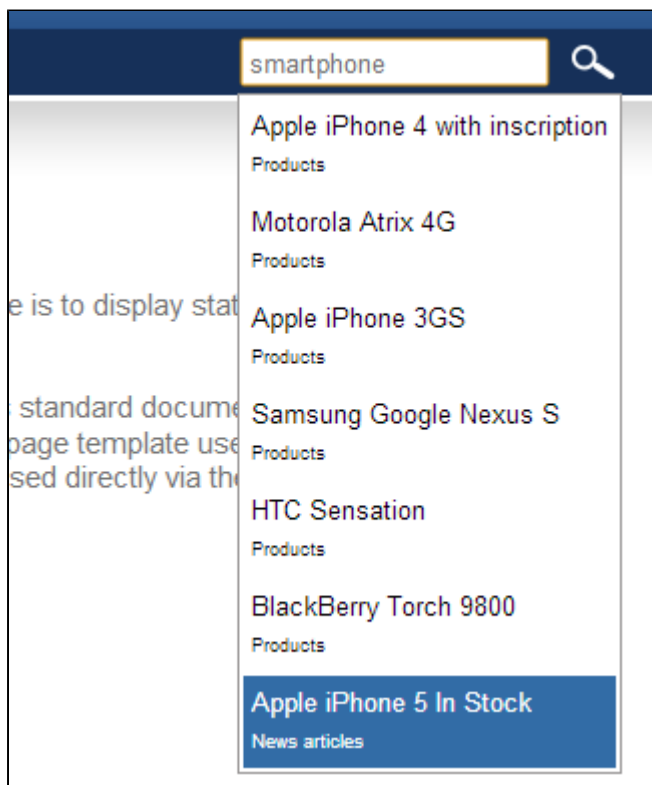 smartphone
Apple iPhone 4 with inscription
Products
Motorola Atrix 4G
Products
e is to display stat
Apple iPhone 3GS
Products
standard docume
Samsung Google Nexus S
page template use
Products
sed directly via the
HTC Sensation
Products
BlackBerry Torch 9800
Products
Apple iPhone 5 In Stock
News articles